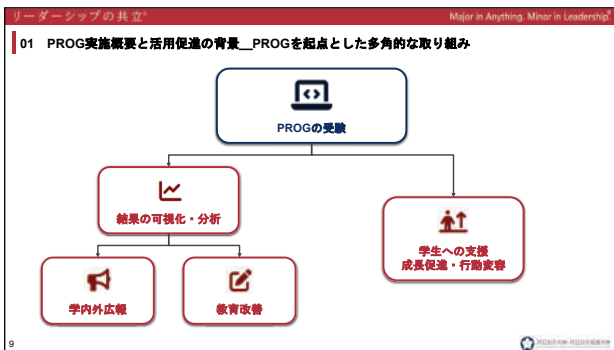 リーダーシップの共立®
Major in Anything. Minor in Leadership.®
01 PROG実施概要と活用促進の背景__PROGを起点とした多角的な取り組み
PROGの受験
結果の可視化・分析
学生への支援
成長促進・行動変容
学内外広報
教育改善
9